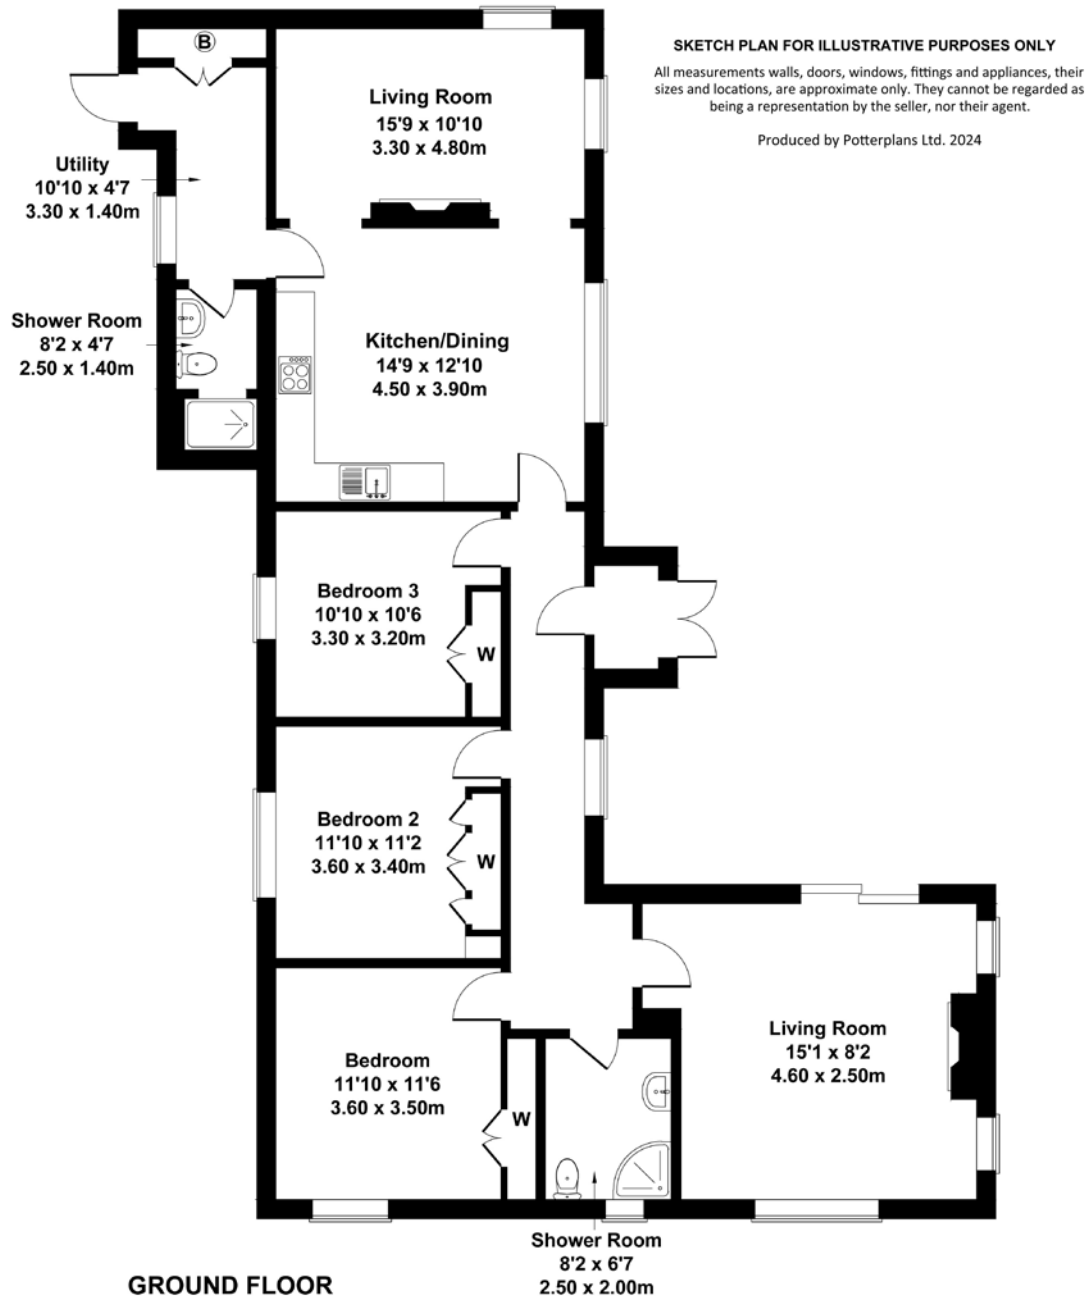 SKETCH PLAN FOR ILLUSTRATIVE PURPOSES ONLY
All measurements walls, doors, windows, fittings and appliances, their
sizes and locations, are approximate only. They cannot be regarded as
being a representation by the seller, nor their agent.
Produced by Potterplans Ltd. 2024
B
Living Room
15'9 x 10'10
3.30 x 4.80m
Utility
10'10 x 4'7
3.30 x 1.40m
Shower Room
8'2 x 4'7
2.50 x 1.40m
Kitchen/Dining
14'9 x 12'10
4.50 x 3.90m
Bedroom 3
10'10 x 10'6
3.30 x 3.20m
W
Bedroom 2
11'10 x 11'2
3.60 x 3.40m
W
Living Room
15'1 x 8'2
4.60 x 2.50m
Bedroom
11'10 x 11'6
3.60 x 3.50m
W
Shower Room
8'2 x 6'7
2.50 x 2.00m
GROUND FLOOR